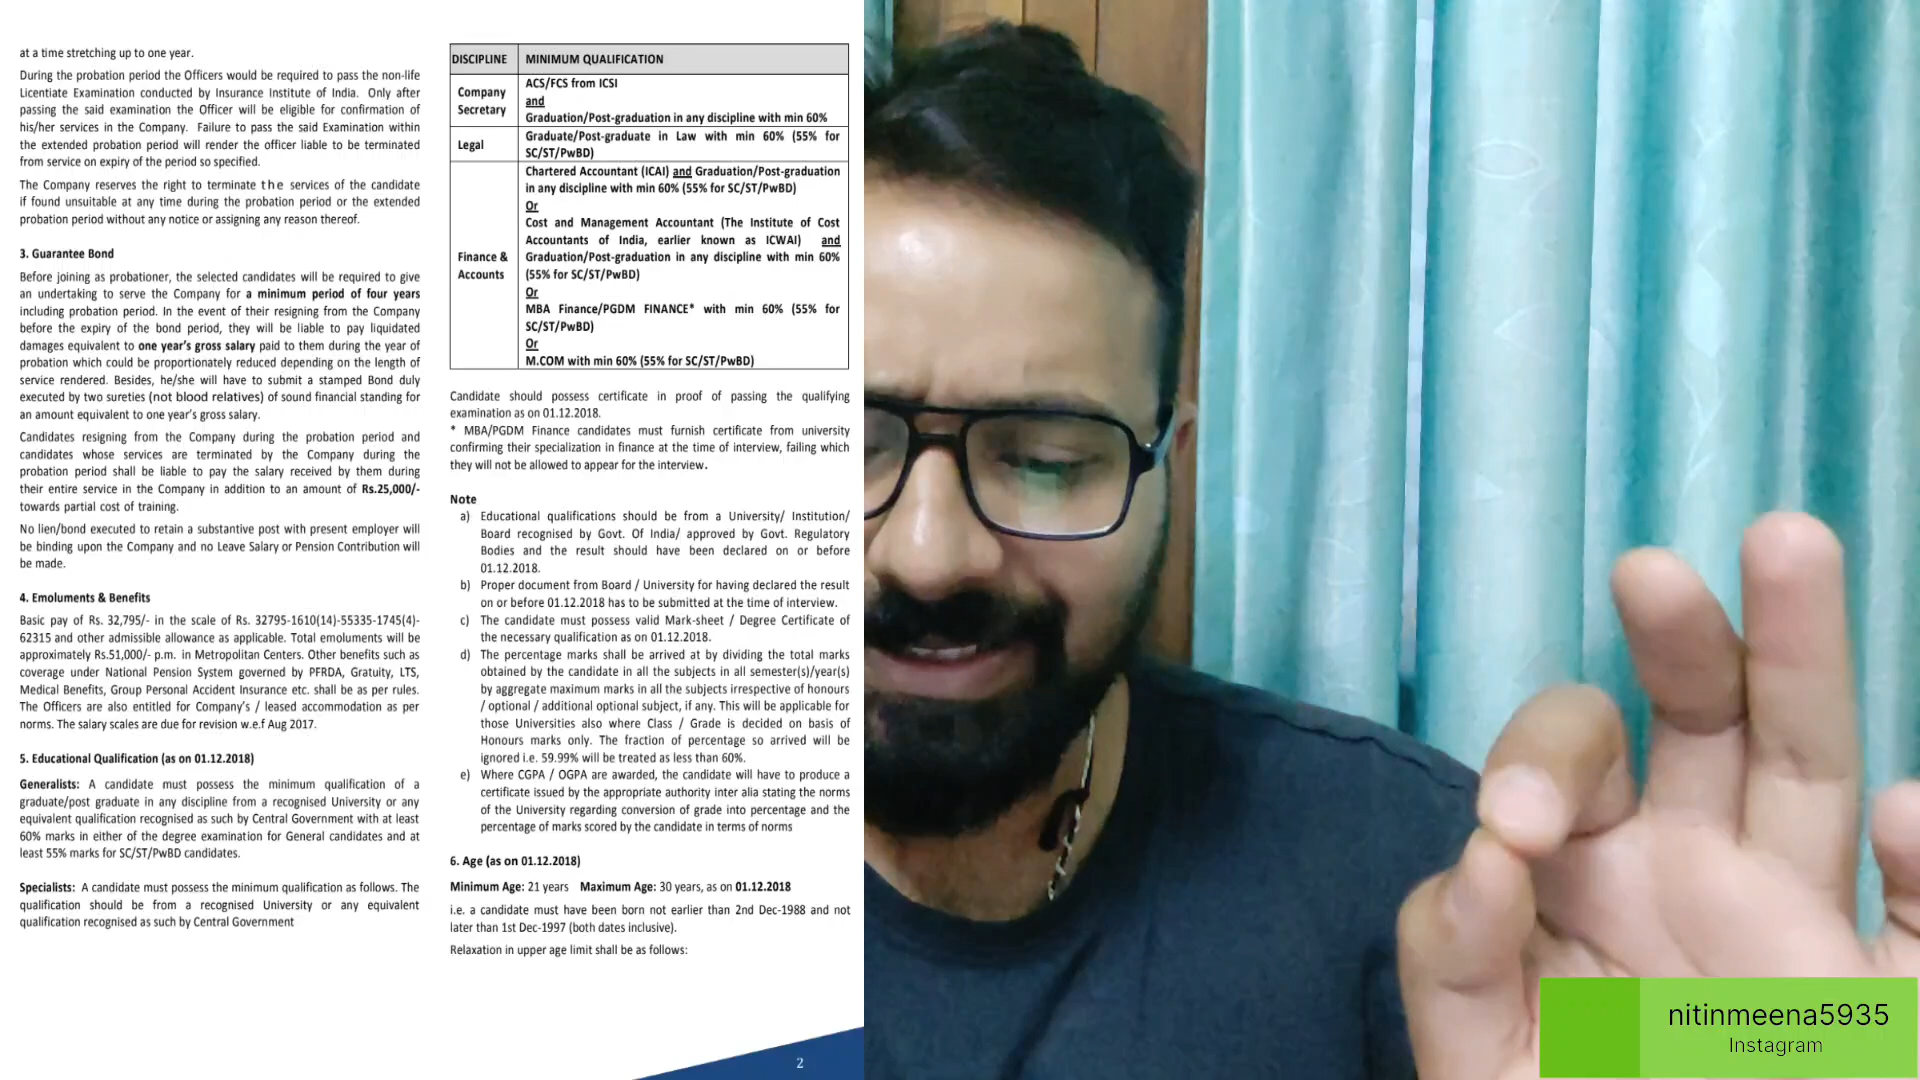 at a time stretching up to one year.
During the probation period the Officers would be required to pass the non-life
Licentiate Examination conducted by Insurance Institute of India. Only after
passing the said examination the Officer will be eligible for confirmation of
his/her services in the Company. Failure to pass the said Examination within
the extended probation period will render the officer liable to be terminated
from service on expiry of the period so specified.
The Company reserves the right to terminate the services of the candidate
if found unsuitable at any time during the probation period or the extended
probation period without any notice or assigning any reason thereof.
3. Guarantee Bond
Before joining as probationer, the selected candidates will be required to give
an undertaking to serve the Company for a minimum period of four years
including probation period. In the event of their resigning from the Company
before the expiry of the bond period, they will be liable to pay liquidated
damages equivalent to one year's gross salary paid to them during the year of
probation which could be proportionately reduced depending on the length of
service rendered. Besides, he/she will have to submit a stamped Bond duly
executed by two sureties (not blood relatives) of sound financial standing for
an amount equivalent to one year's gross salary.
Candidates resigning from the Company during the probation period and
candidates whose services are terminated by the Company during the
probation period shall be liable to pay the salary received by them during
their entire service in the Company in addition to an amount of Rs.25,000/-
towards partial cost of training.
No lien/bond executed to retain a substantive post with present employer will
be binding upon the Company and no Leave Salary or Pension Contribution will
be made.
4. Emoluments & Benefits
Basic pay of Rs. 32,795/- in the scale of Rs. 32795-1610(14)-55335-1745(4)-
62315 and other admissible allowance as applicable. Total emoluments will be
approximately Rs.51,000/- p.m. in Metropolitan Centers. Other benefits such as
coverage under National Pension System governed by PFRDA, Gratuity, LTS,
Medical Benefits, Group Personal Accident Insurance etc. shall be as per rules.
The Officers are also entitled for Company's / leased accommodation as per
norms. The salary scales are due for revision w.e.f Aug 2017.
5. Educational Qualification (as on 01.12.2018)
Generalists: A candidate must possess the minimum qualification of a
graduate/post graduate in any discipline from a recognised University or any
equivalent qualification recognised as such by Central Government with at least
60% marks in either of the degree examination for General candidates and at
least 55% marks for SC/ST/PwBD candidates.
Specialists: A candidate must possess the minimum qualification as follows. The
qualification should be from a recognised University or any equivalent
qualification recognised as such by Central Government
DISCIPLINE MINIMUM QUALIFICATION
Company Secretary
ACS/FCS from ICSI
and
Graduation/Post-graduation in any discipline with min 60%
Legal
Graduate/Post-graduate in Law with min 60% (55% for
SC/ST/PwBD)
Finance & Accounts
Chartered Accountant (ICAI) and Graduation/Post-graduation
in any discipline with min 60% (55% for SC/ST/PwBD)
Or
Cost and Management Accountant (The Institute of Cost
Accountants of India, earlier known as ICWAI) and
Graduation/Post-graduation in any discipline with min 60%
(55% for SC/ST/PwBD)
Or
MBA Finance/PGDM FINANCE* with min 60% (55% for
SC/ST/PwBD)
Or
M.COM with min 60% (55% for SC/ST/PwBD)
Candidate should possess certificate in proof of passing the qualifying
examination as on 01.12.2018.
* MBA/PGDM Finance candidates must furnish certificate from university
confirming their specialization in finance at the time of interview, failing which
they will not be allowed to appear for the interview.
Note
a) Educational qualifications should be from a University/ Institution/
Board recognised by Govt. Of India/ approved by Govt. Regulatory
Bodies and the result should have been declared on or before
01.12.2018.
b) Proper document from Board / University for having declared the result
on or before 01.12.2018 has to be submitted at the time of interview.
c) The candidate must possess valid Mark-sheet / Degree Certificate of
the necessary qualification as on 01.12.2018.
d) The percentage marks shall be arrived at by dividing the total marks
obtained by the candidate in all the subjects in all semester(s)/year(s)
by aggregate maximum marks in all the subjects irrespective of honours
/ optional / additional optional subject, if any. This will be applicable for
those Universities also where Class / Grade is decided on basis of
Honours marks only. The fraction of percentage so arrived will be
ignored i.e. 59.99% will be treated as less than 60%.
e) Where CGPA / OGPA are awarded, the candidate will have to produce a
certificate issued by the appropriate authority inter alia stating the norms
of the University regarding conversion of grade into percentage and the
percentage of marks scored by the candidate in terms of norms
6. Age (as on 01.12.2018)
Minimum Age: 21 years Maximum Age: 30 years, as on 01.12.2018
i.e. a candidate must have been born not earlier than 2nd Dec-1988 and not
later than 1st Dec-1997 (both dates inclusive).
Relaxation in upper age limit shall be as follows:
2
nitinmeena5935
Instagram